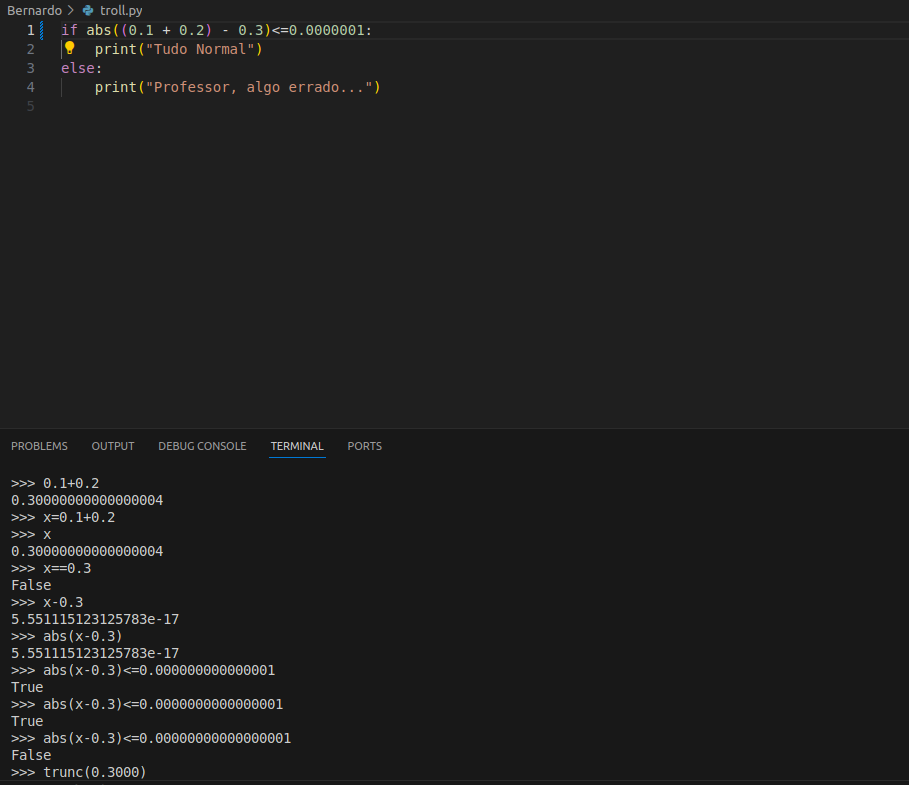 Bernardo > troll.py
1 if abs((0.1 + 0.2) - 0.3)<=0.0000001:
2 print("Tudo Normal")
3 else:
4 print("Professor, algo errado...")
5
PROBLEMS OUTPUT DEBUG CONSOLE TERMINAL PORTS
>>> 0.1+0.2
0.30000000000000004
>>> x=0.1+0.2
>>> x
0.30000000000000004
>>> x==0.3
False
>>> x-0.3
5.551115123125783e-17
>>> abs(x-0.3)
5.551115123125783e-17
>>> abs(x-0.3)<=0.000000000000001
True
>>> abs(x-0.3)<=0.0000000000000001
True
>>> abs(x-0.3)<=0.00000000000000001
False
>>> trunc(0.3000)